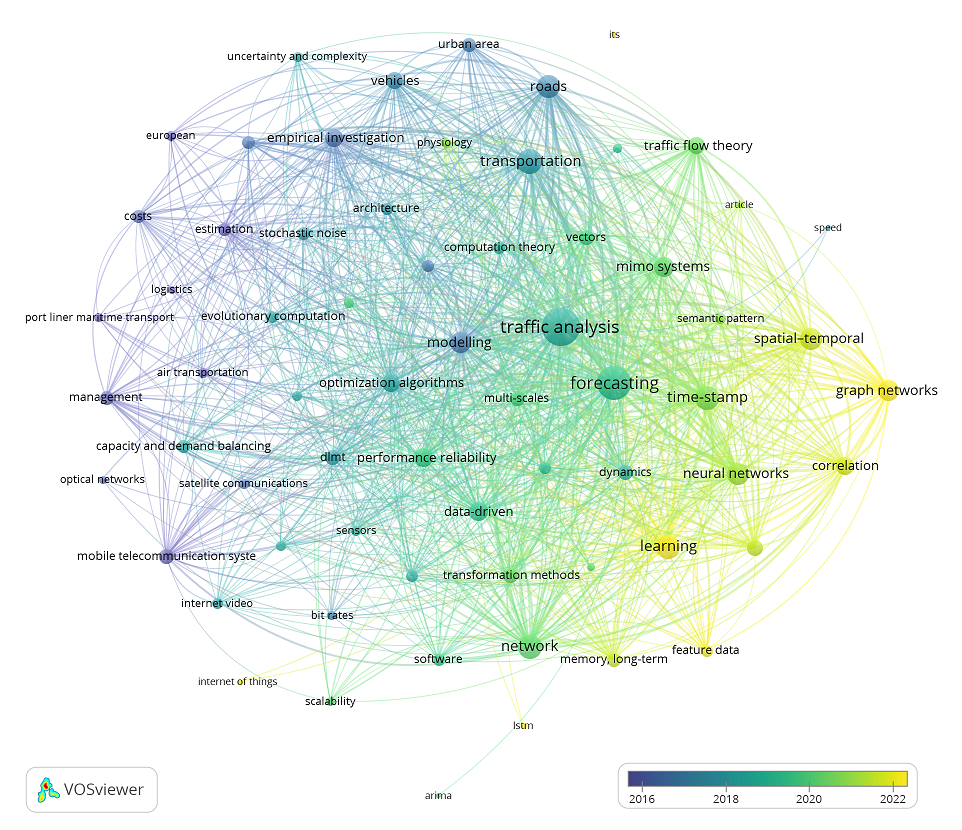 its
urban area
uncertainty and complexity
vehicles
roads
european
empirical investigation
physiology
traffic flow theory
transportation
article
architecture
costs
speed
estimation
stochastic noise
vectors
computation theory
mimo systems
logistics
port liner maritime transport
evolutionary computation
semantic pattern
traffic analysis
spatial–temporal
modelling
air transportation
optimization algorithms
forecasting
graph networks
management
multi-scales
time-stamp
capacity and demand balancing
dlmt
performance reliability
correlation
dynamics
neural networks
optical networks
satellite communications
data-driven
sensors
learning
mobile telecommunication syste
transformation methods
internet video
bit rates
network
feature data
software
memory, long-term
internet of things
scalability
lstm
arima
VOSviewer
2016 2018 2020 2022